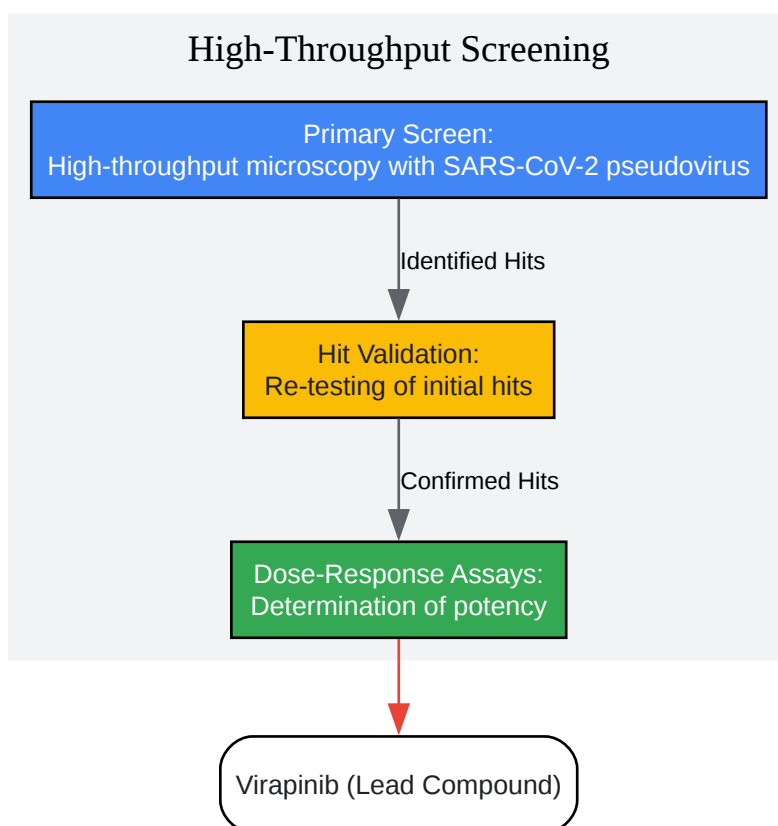 High-Throughput Screening
Primary Screen:
High-throughput microscopy with SARS-CoV-2 pseudovirus
Identified Hits
Hit Validation:
Re-testing of initial hits
Confirmed Hits
Dose-Response Assays:
Determination of potency
Virapinib (Lead Compound)